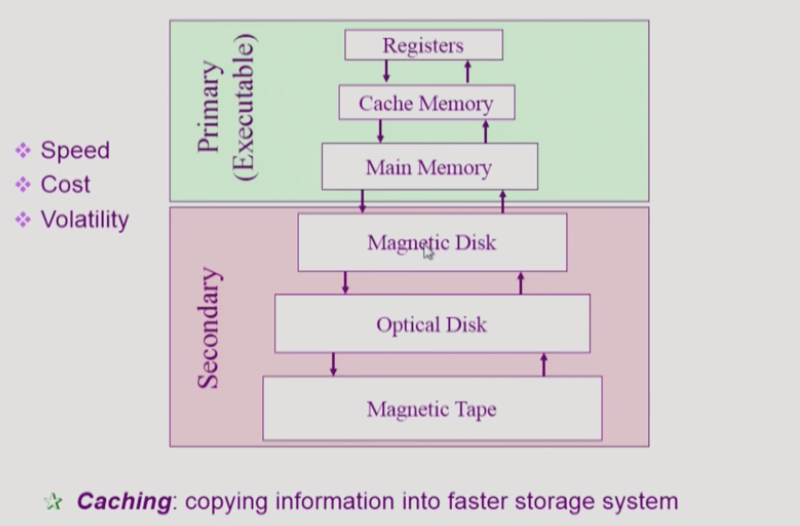 Speed
Cost
Volatility
Primary
(Executable)
Registers
Cache Memory
Main Memory
Secondary
Magnetic Disk
Optical Disk
Magnetic Tape
Caching: copying information into faster storage system